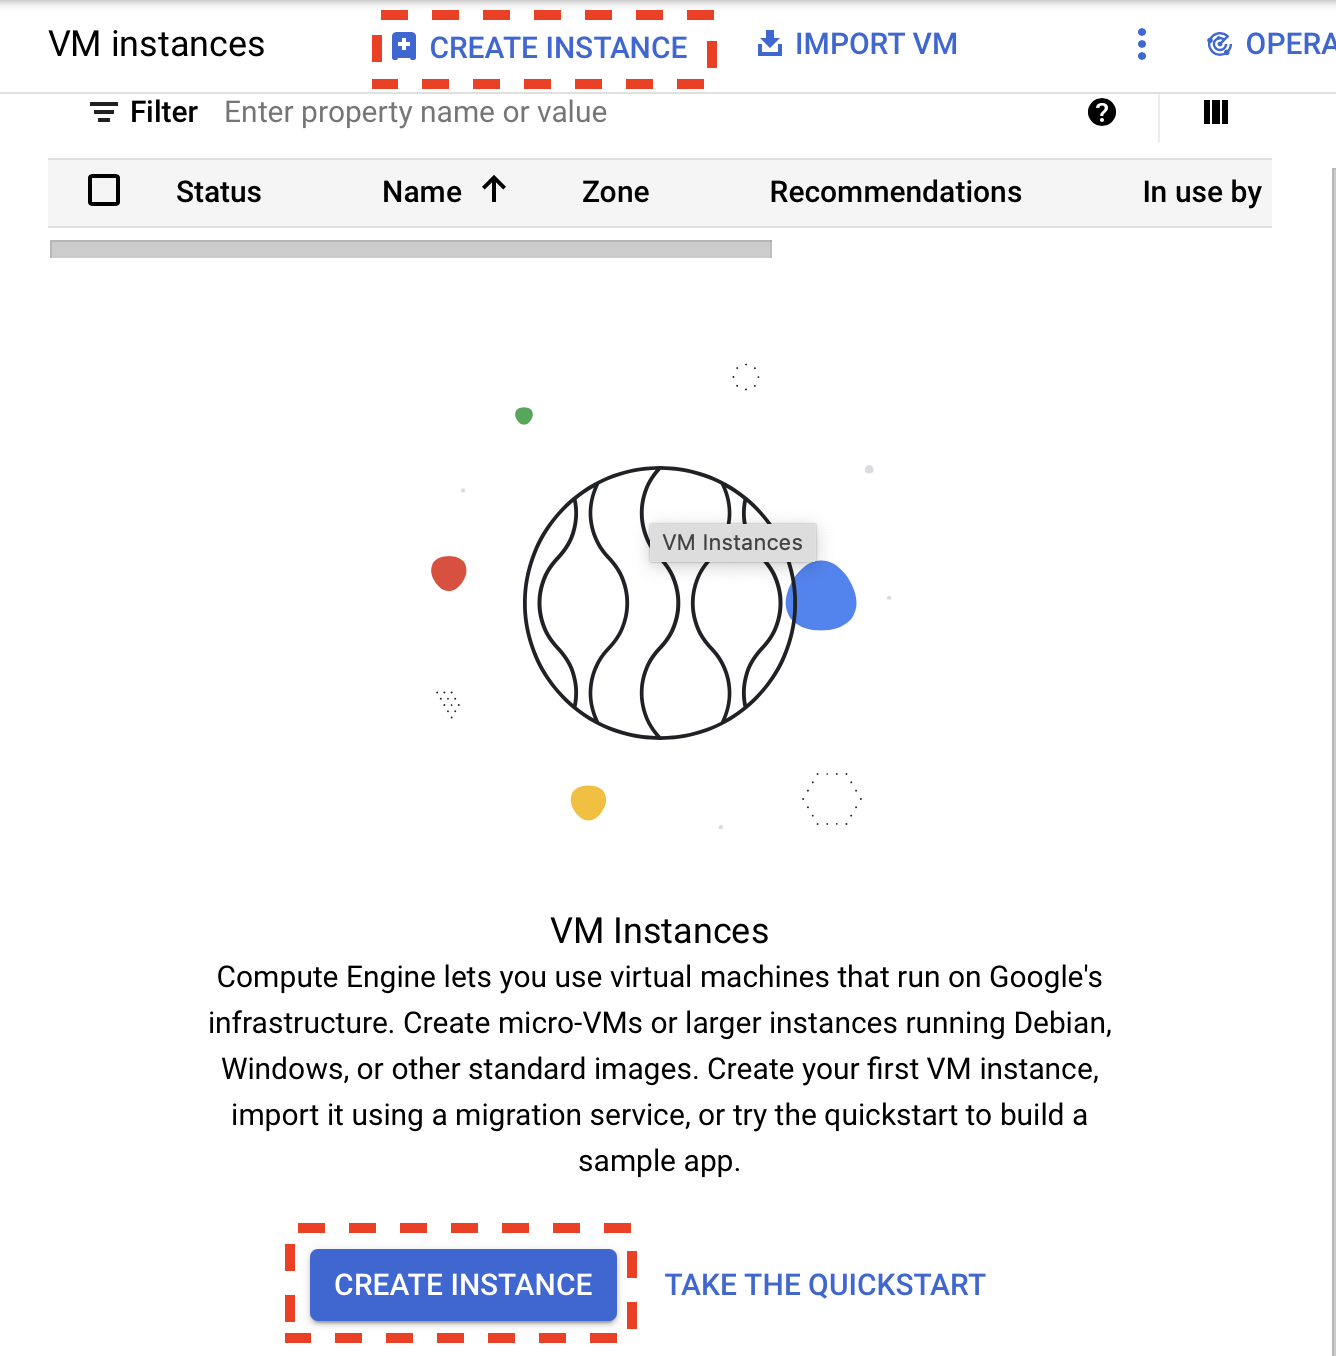 VM instances CREATE INSTANCE IMPORT VM OPERA
Filter Enter property name or value
Status Name Zone Recommendations In use by
VM Instances
VM Instances
Compute Engine lets you use virtual machines that run on Google's
infrastructure. Create micro-VMs or larger instances running Debian,
Windows, or other standard images. Create your first VM instance,
import it using a migration service, or try the quickstart to build a
sample app.
CREATE INSTANCE TAKE THE QUICKSTART